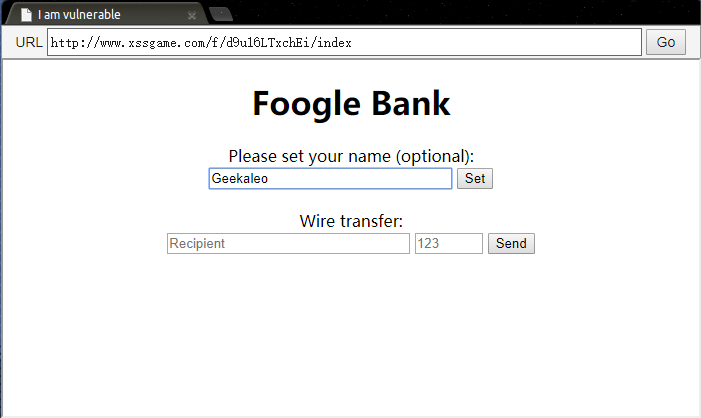 I am vulnerable
URL http://www.xssgame.com/f/d9u16LTxchEi/index Go
Foogle Bank
Please set your name (optional):
Geekaleo Set
Wire transfer:
Recipient 123 Send